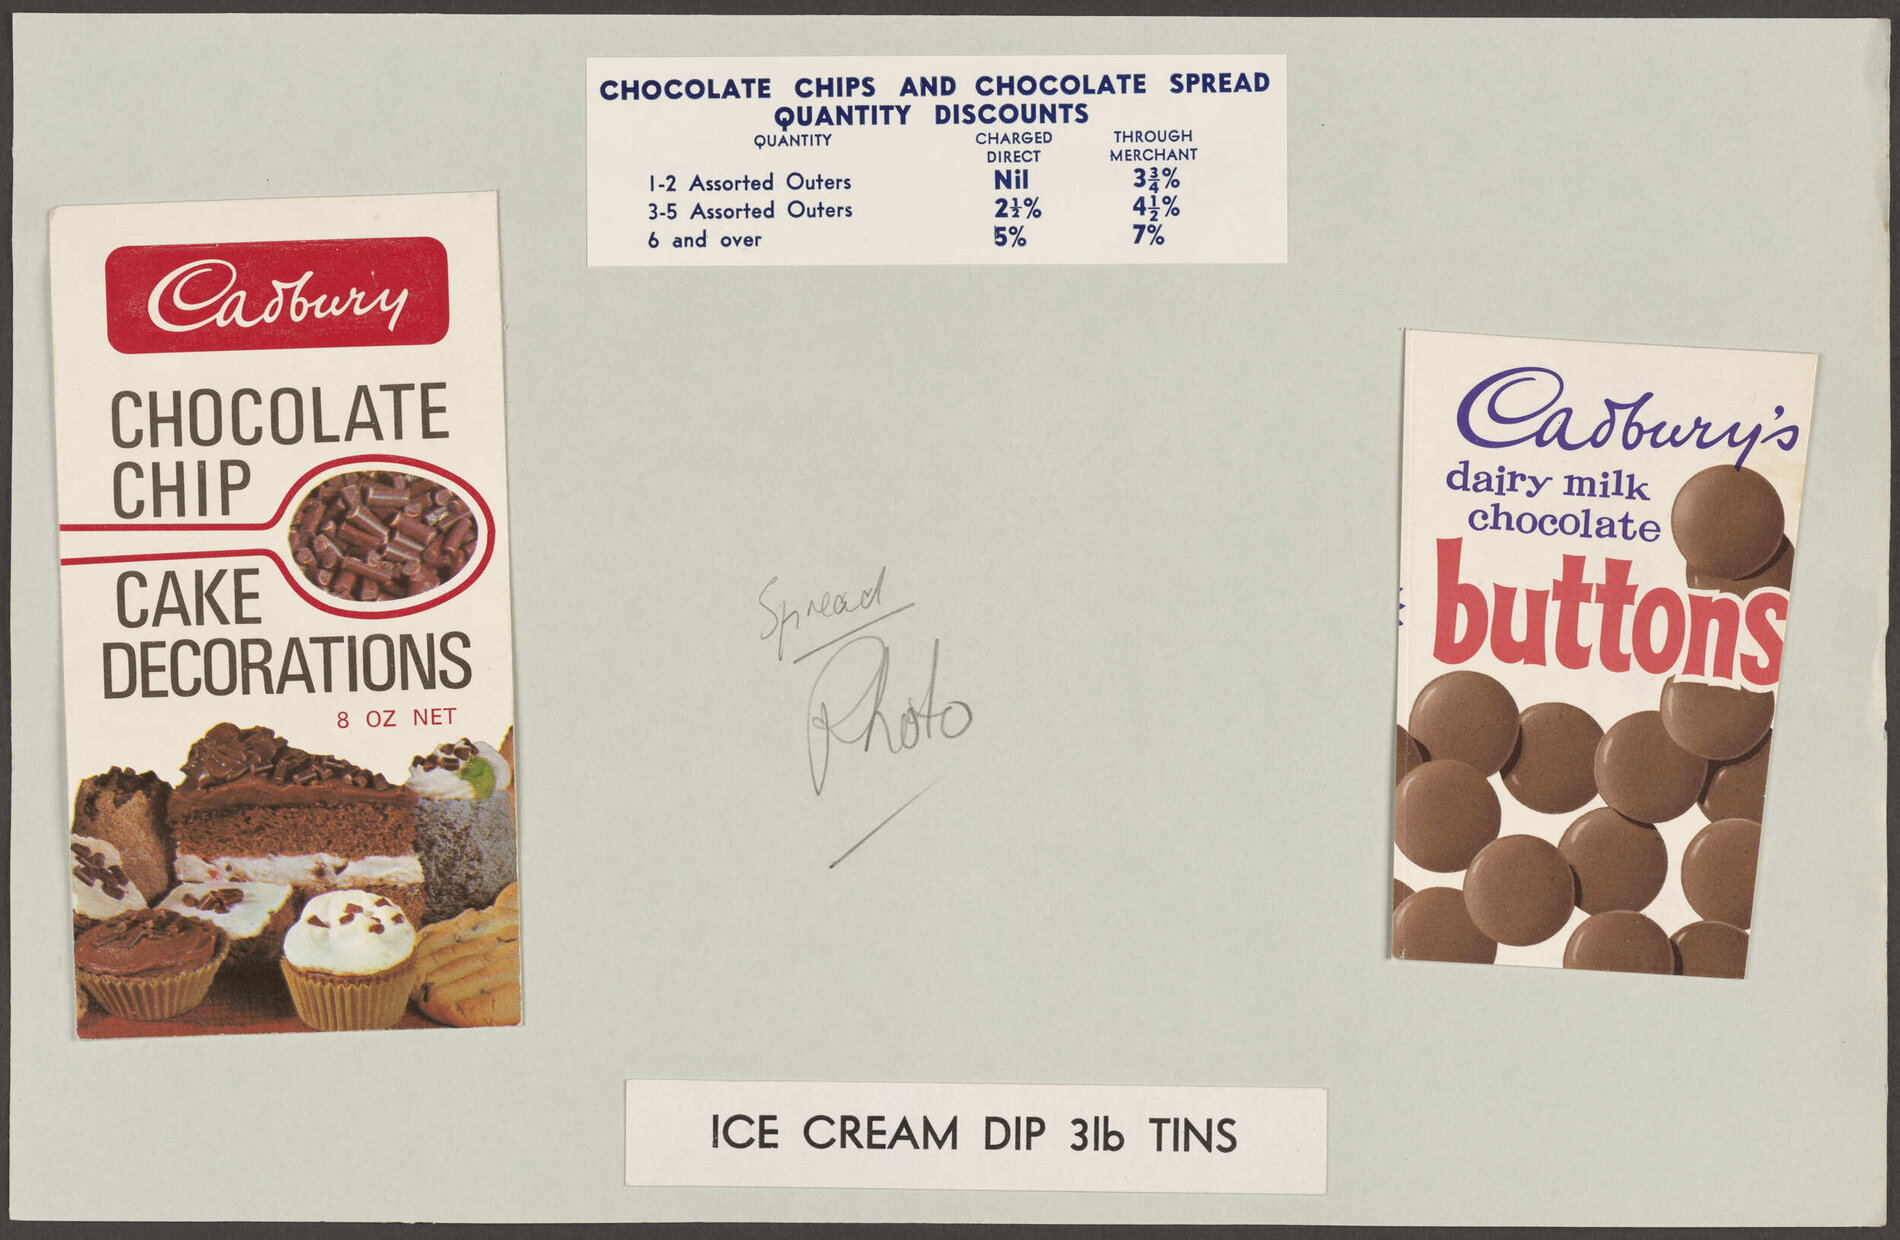 CHOCOLATE CHIPS AND CHOCOLATE SPREAD
QUANTITY DISCOUNTS
QUANTITY CHARGED DIRECT THROUGH MERCHANT
1-2 Assorted Outers Nil 3¾%
3-5 Assorted Outers 2½% 4½%
6 and over 5% 7%
Cadbury
CHOCOLATE
CHIP
CAKE
DECORATIONS
8 OZ NET
Spread
Photo
Cadbury's
dairy milk
chocolate
buttons
ICE CREAM DIP 3lb TINS